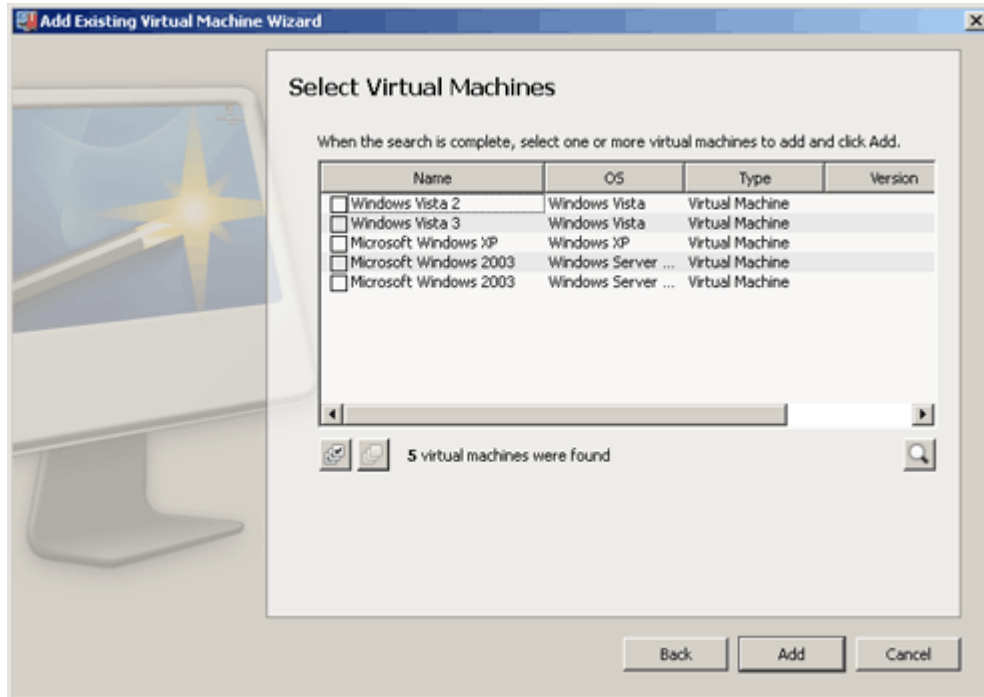 Add Existing Virtual Machine Wizard
Select Virtual Machines
When the search is complete, select one or more virtual machines to add and click Add.
Name OS Type Version
Windows Vista 2 Windows Vista Virtual Machine
Windows Vista 3 Windows Vista Virtual Machine
Microsoft Windows XP Windows XP Virtual Machine
Microsoft Windows 2003 Windows Server ... Virtual Machine
Microsoft Windows 2003 Windows Server ... Virtual Machine
5 virtual machines were found
Back Add Cancel